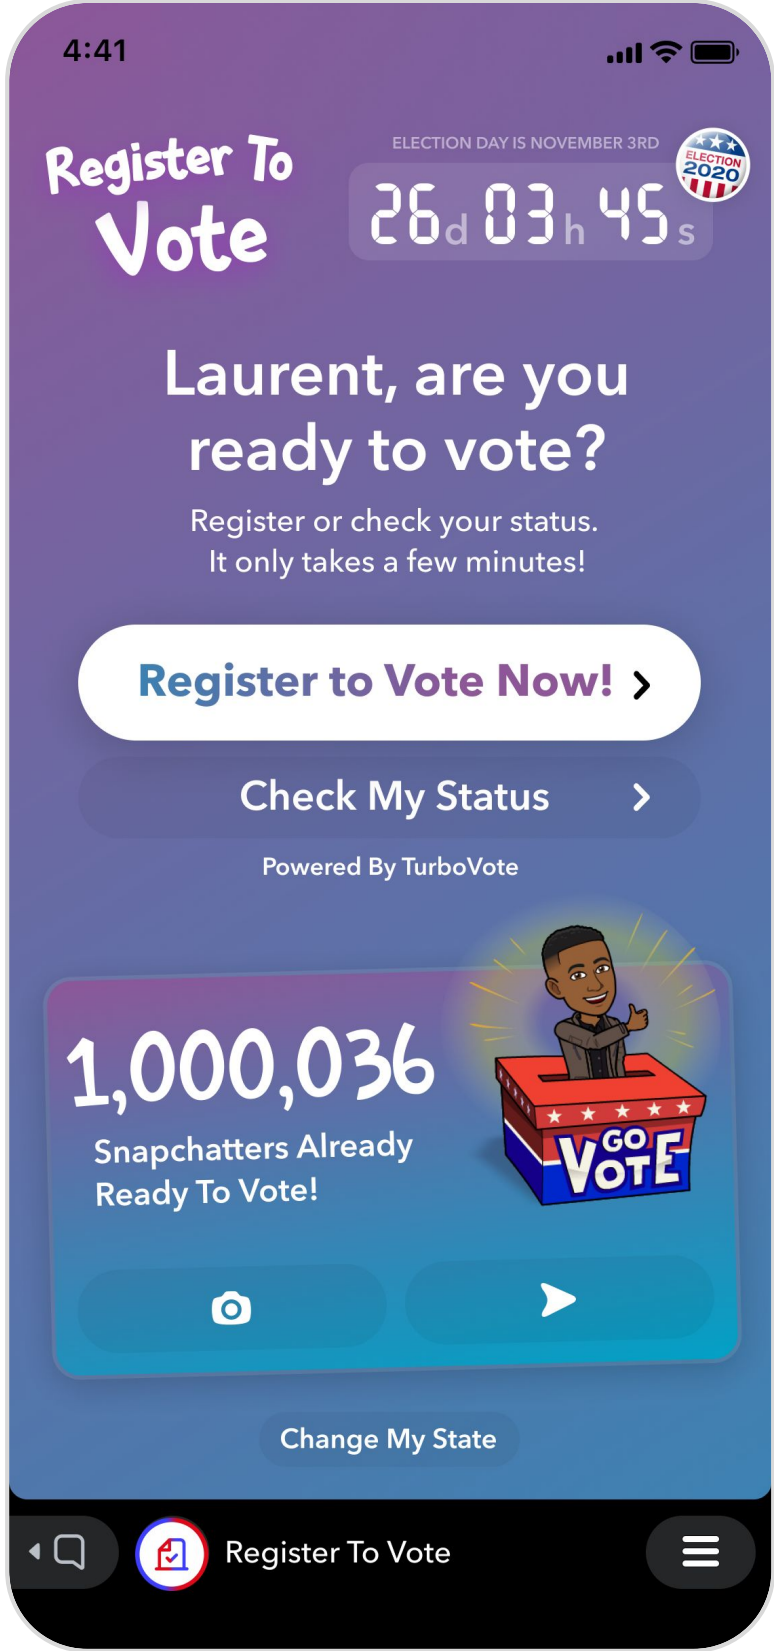 4:41
Register To
Vote
ELECTION DAY IS NOVEMBER 3RD
ELECTION
2020
26d 03h 45s
Laurent, are you
ready to vote?
Register or check your status.
It only takes a few minutes!
Register to Vote Now!
Check My Status
Powered By TurboVote
1,000,036
Snapchatters Already
Ready To Vote!
GO
VOTE
Change My State
Register To Vote